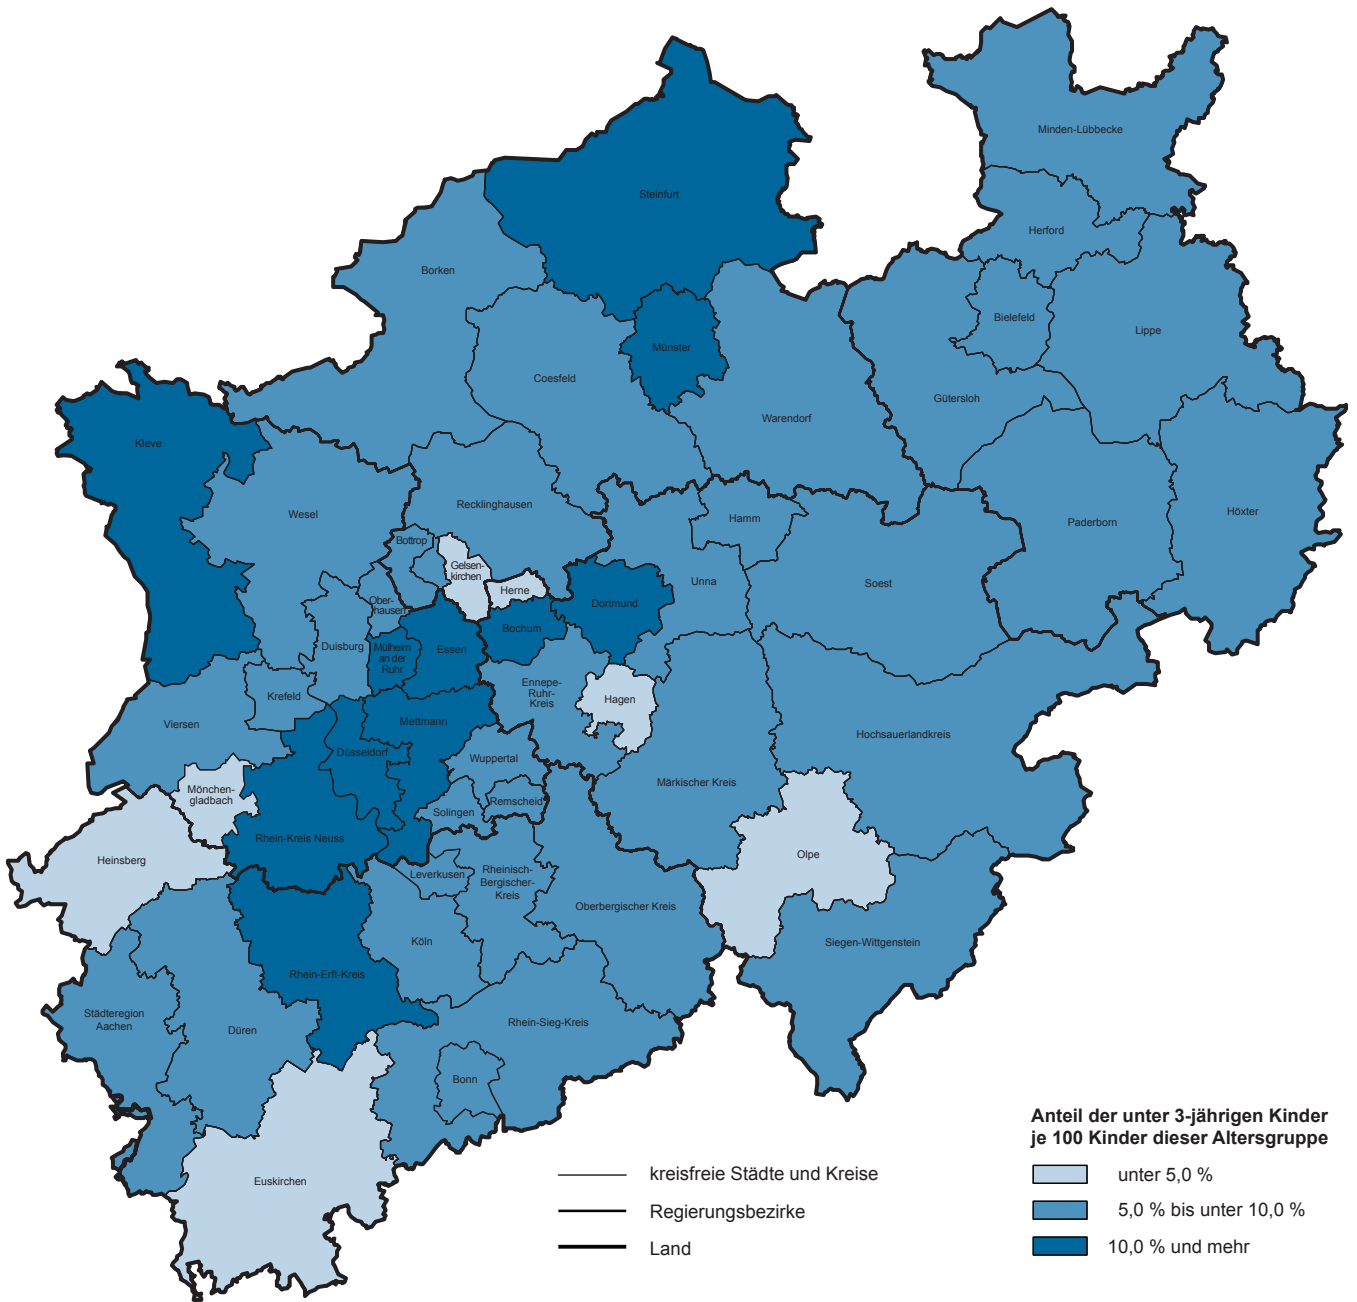 Minden-Lübbecke
Steinfurt
Herford
Borken
Bielefeld
Lippe
Münster
Coesfeld
Gütersloh
Warendorf
Kleve
Recklinghausen
Wesel
Höxter
Hamm
Paderborn
Bottrop
Gelsen-
kirchen
Unna
Soest
Herne
Ober-
hausen
Dortmund
Bochum
Duisburg
Mülheim
an der
Ruhr
Essen
Ennepe-
Ruhr-
Kreis
Krefeld
Hagen
Viersen
Mettmann
Hochsauerlandkreis
Düsseldorf
Wuppertal
Märkischer Kreis
Mönchen-
gladbach
Remscheid
Solingen
Rhein-Kreis Neuss
Olpe
Heinsberg
Leverkusen
Rheinisch-
Bergischer-
Kreis
Oberbergischer Kreis
Köln
Siegen-Wittgenstein
Rhein-Erft-Kreis
Städteregion
Aachen
Düren
Rhein-Sieg-Kreis
Bonn
Euskirchen
kreisfreie Städte und Kreise
Regierungsbezirke
Land
Anteil der unter 3-jährigen Kinder
je 100 Kinder dieser Altersgruppe
unter 5,0 %
5,0 % bis unter 10,0 %
10,0 % und mehr